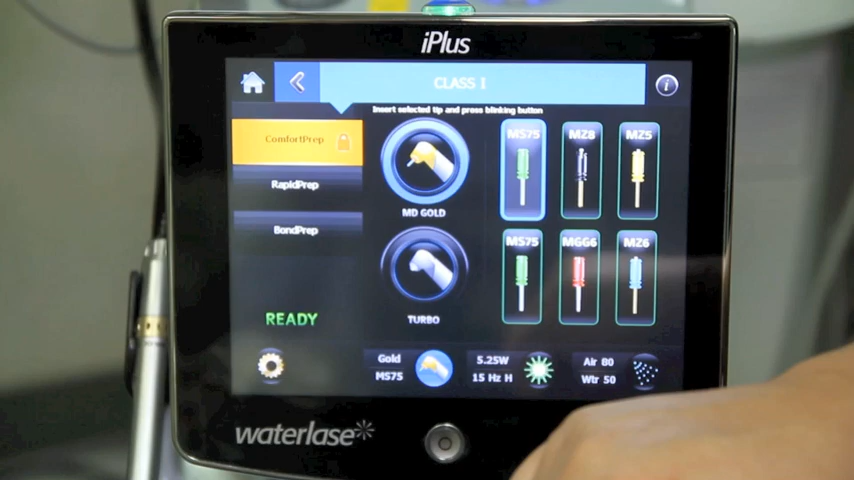 iPlus
CLASS I
Insert selected tip and press blinking button
ComfortPrep
RapidPrep
BondPrep
MD GOLD
TURBO
MS75
MZ8
MZ5
MS75
MGG6
MZ6
READY
Gold
MS75
5.25W
15 Hz H
Air 80
Wtr 50
waterlase